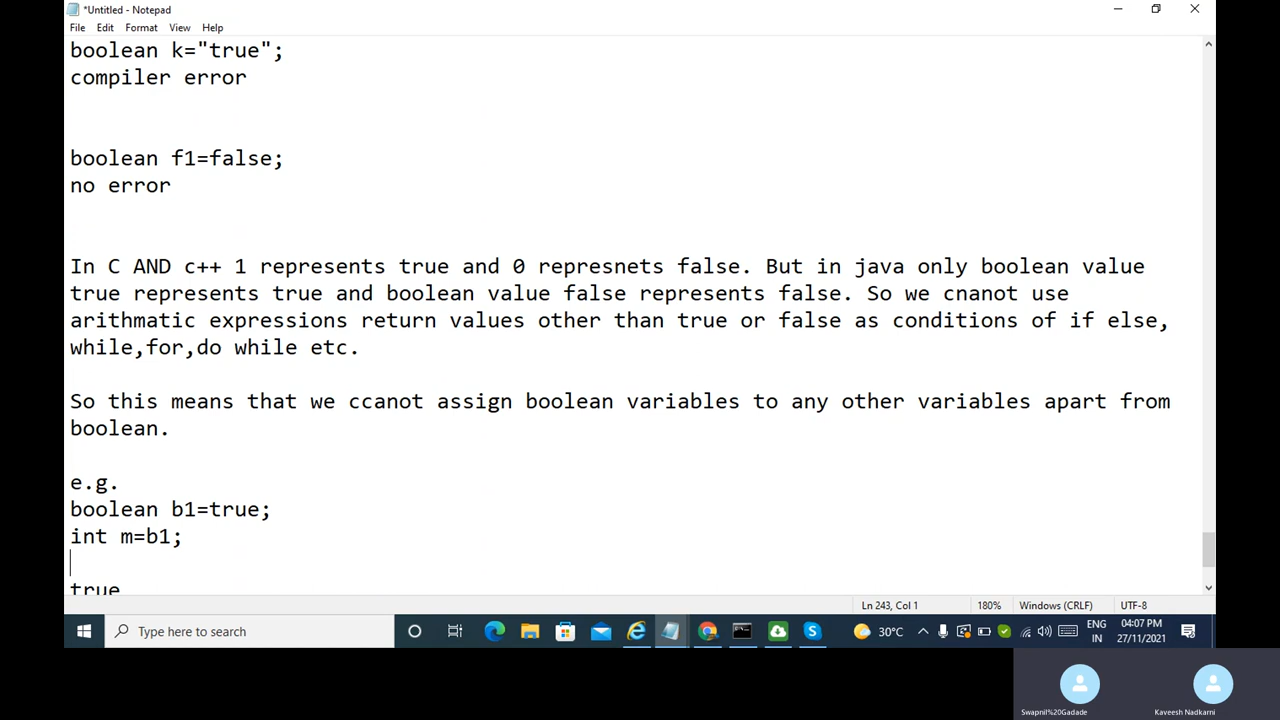 *Untitled - Notepad
File Edit Format View Help
boolean k="true";
compiler error
boolean f1=false;
no error
In C AND c++ 1 represents true and 0 represnets false. But in java only boolean value
true represents true and boolean value false represents false. So we cnanot use
arithmatic expressions return values other than true or false as conditions of if else,
while,for,do while etc.
So this means that we ccanot assign boolean variables to any other variables apart from
boolean.
e.g.
boolean b1=true;
int m=b1;
true
Ln 243, Col 1 180% Windows (CRLF) UTF-8
Type here to search
30°C
ENG
IN
04:07 PM
27/11/2021
Swapnil%20Gadade
Kaveesh Nadkarni